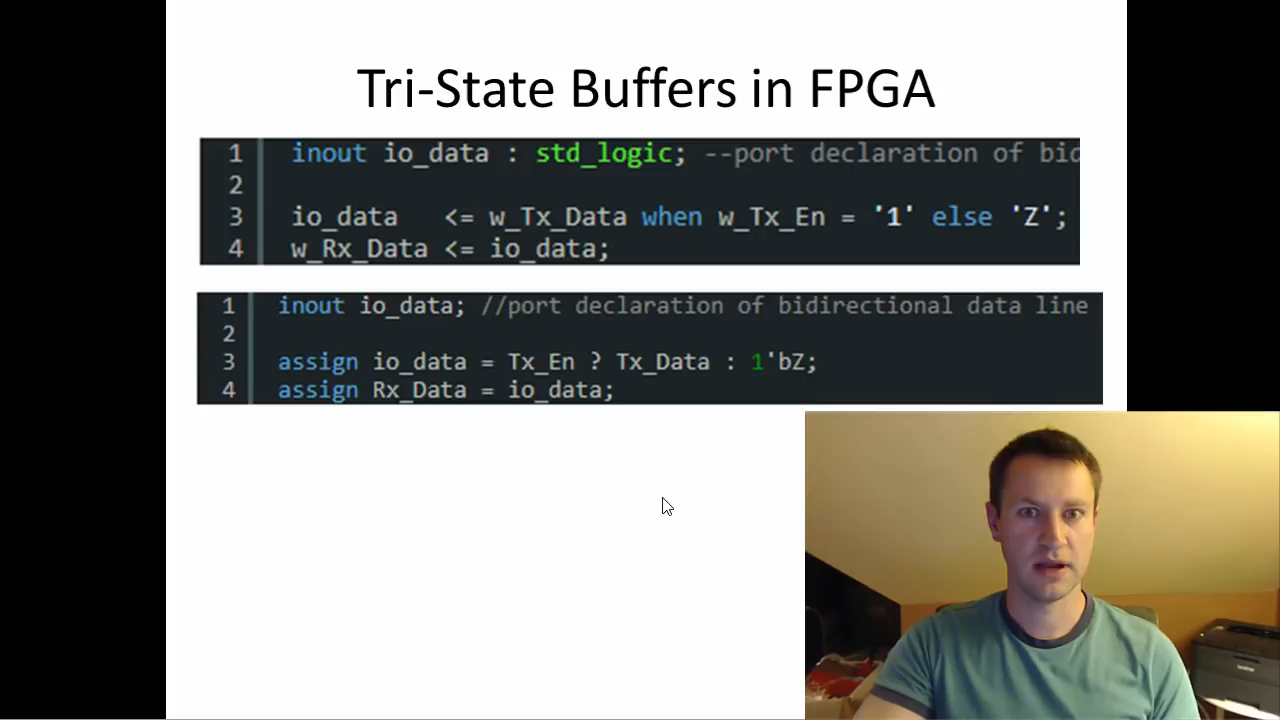 Tri-State Buffers in FPGA
1 inout io_data : std_logic; --port declaration of bid
2
3 io_data <= w_Tx_Data when w_Tx_En = '1' else 'Z';
4 w_Rx_Data <= io_data;
1 inout io_data; //port declaration of bidirectional data line
2
3 assign io_data = Tx_En ? Tx_Data : 1'bZ;
4 assign Rx_Data = io_data;